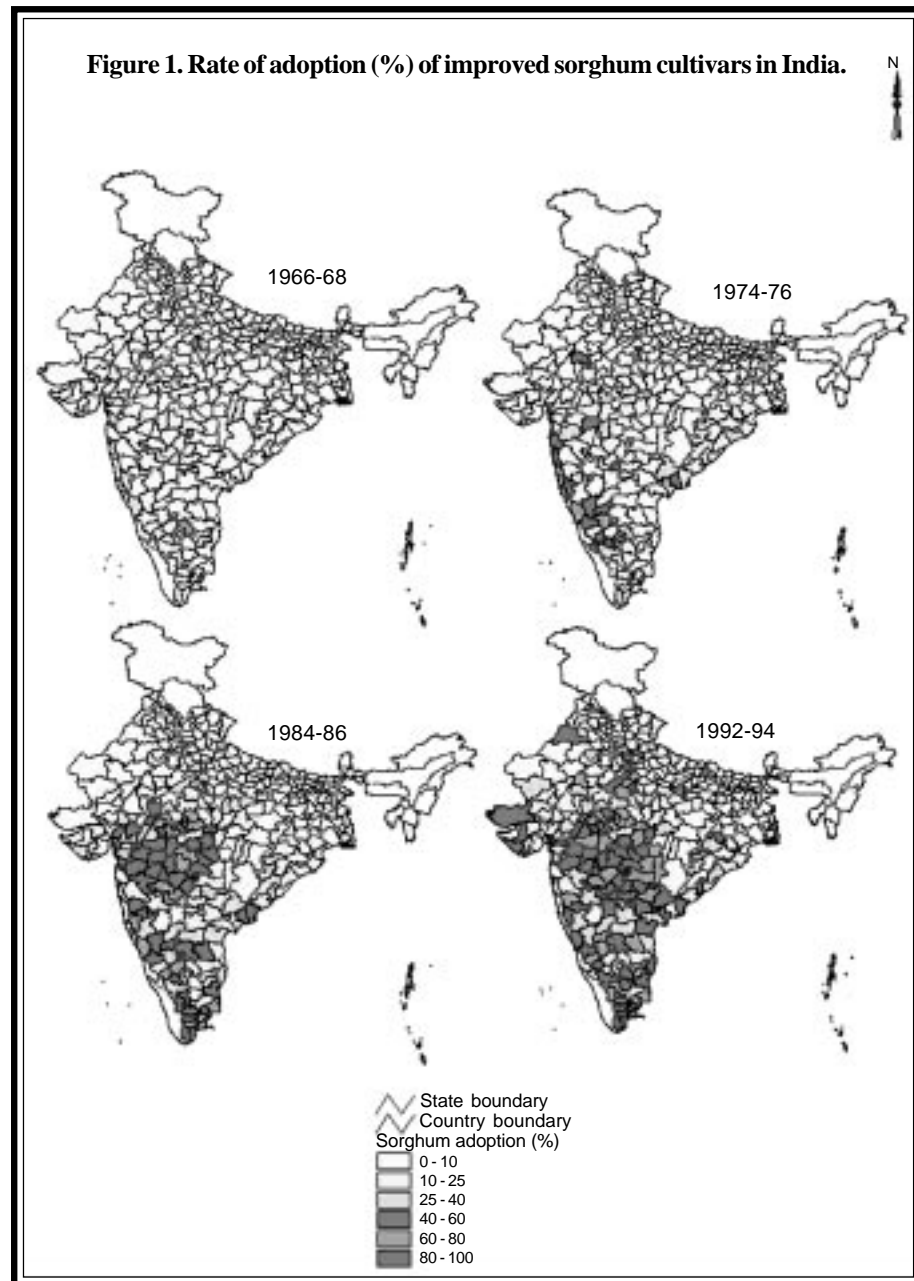 Figure 1. Rate of adoption (%) of improved sorghum cultivars in India.
N
1966-68
1974-76
1984-86
1992-94
State boundary
Country boundary
Sorghum adoption (%)
0 - 10
10 - 25
25 - 40
40 - 60
60 - 80
80 - 100